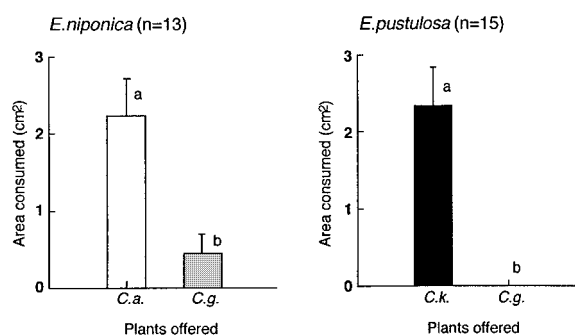 E.niponica (n=13)
3
2
1
0
Area consumed (cm²)
a
b
C.a. C.g.
Plants offered
E.pustulosa (n=15)
3
2
1
0
Area consumed (cm²)
a
b
C.k. C.g.
Plants offered